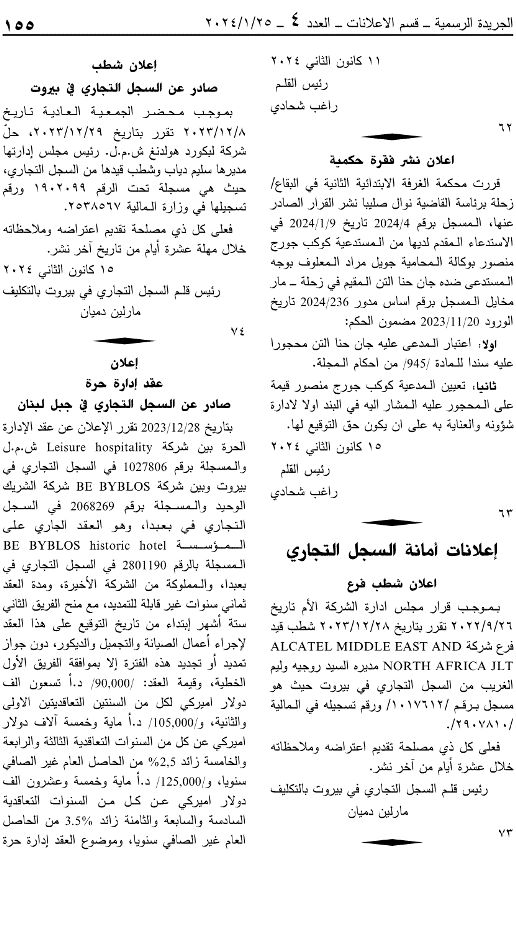 الجريدة الرسمية ــ قسم الاعلانات ــ العدد ٤ ــ ٢٠٢٤/١/٢٥
١٥٥
١١ كانون الثاني ٢٠٢٤
رئيس القلم
راغب شحادي
٦٢
اعلان نشر فقرة حكمية
قررت محكمة الغرفة الابتدائية الثانية في البقاع/
زحلة برئاسة القاضية نوال صليبا نشر القرار الصادر
عنها، المسجل برقم 2024/4 تاريخ 2024/1/9 في
الاستدعاء المقدم لديها من المستدعية كوكب جورج
منصور بوكالة المحامية جويل مراد المعلوف بوجه
المستدعى ضده جان حنا التن المقيم في زحلة ــ مار
مخايل المسجل برقم اساس مدور 2024/236 تاريخ
الورود 2023/11/20 مضمون الحكم:
اولا: اعتبار المدعى عليه جان حنا التن محجورا
عليه سندا للمادة /945/ من احكام المجلة.
ثانيا: تعيين المدعية كوكب جورج منصور قيمة
على المحجور عليه المشار اليه في البند اولا لادارة
شؤونه والعناية به على ان يكون حق التوقيع لها.
١٥ كانون الثاني ٢٠٢٤
رئيس القلم
راغب شحادي
٦٣
إعلانات أمانة السجل التجاري
اعلان شطب فرع
بموجب قرار مجلس ادارة الشركة الأم تاريخ
٢٠٢٢/٩/٢٦ تقرر بتاريخ ٢٠٢٣/١٢/٢٨ شطب قيد
فرع شركة ALCATEL MIDDLE EAST AND
NORTH AFRICA JLT مديره السيد روجيه وليم
الغريب من السجل التجاري في بيروت حيث هو
مسجل برقم /١٠١٧٦١٢/ ورقم تسجيله في المالية
/٢٩٠٧٨١٠/.
فعلى كل ذي مصلحة تقديم اعتراضه وملاحظاته
خلال عشرة أيام من آخر نشر.
رئيس قلم السجل التجاري في بيروت بالتكليف
مارلين دميان
٧٣
إعلان شطب
صادر عن السجل التجاري في بيروت
بموجب محضر الجمعية العادية تاريخ
٢٠٢٣/١٢/٨ تقرر بتاريخ ٢٠٢٣/١٢/٢٩، حلّ
شركة ليكورد هولدنغ ش.م.ل. رئيس مجلس إدارتها
مديرها سليم دياب وشطب قيدها من السجل التجاري،
حيث هي مسجلة تحت الرقم ١٩٠٢٠٩٩ ورقم
تسجيلها في وزارة المالية ٢٥٣٨٥٦٧.
فعلى كل ذي مصلحة تقديم اعتراضه وملاحظاته
خلال مهلة عشرة أيام من تاريخ آخر نشر.
١٥ كانون الثاني ٢٠٢٤
رئيس قلم السجل التجاري في بيروت بالتكليف
مارلين دميان
٧٤
إعلان
عقد إدارة حرة
صادر عن السجل التجاري في جبل لبنان
بتاريخ 2023/12/28 تقرر الإعلان عن عقد الإدارة
الحرة بين شركة Leisure hospitality ش.م.ل
والمسجلة برقم 1027806 في السجل التجاري في
بيروت وبين شركة BE BYBLOS شركة الشريك
الوحيد والمسجلة برقم 2068269 في السجل
التجاري في بعبدا، وهو العقد الجاري على
المؤسسة BE BYBLOS historic hotel
المسجلة بالرقم 2801190 في السجل التجاري في
بعبدا، والمملوكة من الشركة الأخيرة، ومدة العقد
ثماني سنوات غير قابلة للتمديد، مع منح الفريق الثاني
ستة أشهر إبتداء من تاريخ التوقيع على هذا العقد
لإجراء أعمال الصيانة والتجميل والديكور، دون جواز
تمديد أو تجديد هذه الفترة إلا بموافقة الفريق الأول
الخطية، وقيمة العقد: /90,000/ د.أ تسعون الف
دولار أميركي لكل من السنتين التعاقديتين الاولى
والثانية، و/105,000/ د.أ ماية وخمسة آلاف دولار
اميركي عن كل من السنوات التعاقدية الثالثة والرابعة
والخامسة زائد 2,5% من الحاصل العام غير الصافي
سنويا، و/125,000/ د.أ ماية وخمسة وعشرون الف
دولار اميركي عن كل من السنوات التعاقدية
السادسة والسابعة والثامنة زائد 3.5% من الحاصل
العام غير الصافي سنويا، وموضوع العقد إدارة حرة